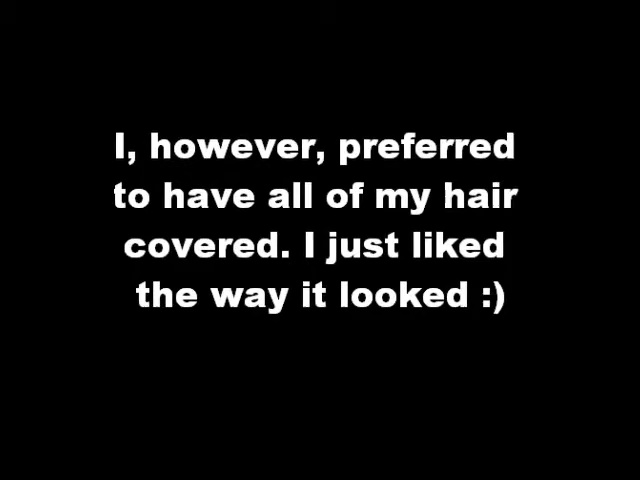 I, however, preferred
to have all of my hair
covered. I just liked
the way it looked :)